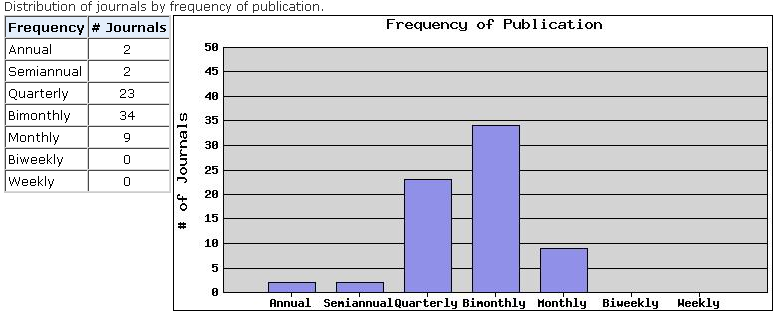 Distribution of journals by frequency of publication.
Frequency # Journals
Annual 2
Semiannual 2
Quarterly 23
Bimonthly 34
Monthly 9
Biweekly 0
Weekly 0
Frequency of Publication
# of Journals
50
45
40
35
30
25
20
15
10
5
0
Annual Semiannual Quarterly Bimonthly Monthly Biweekly Weekly